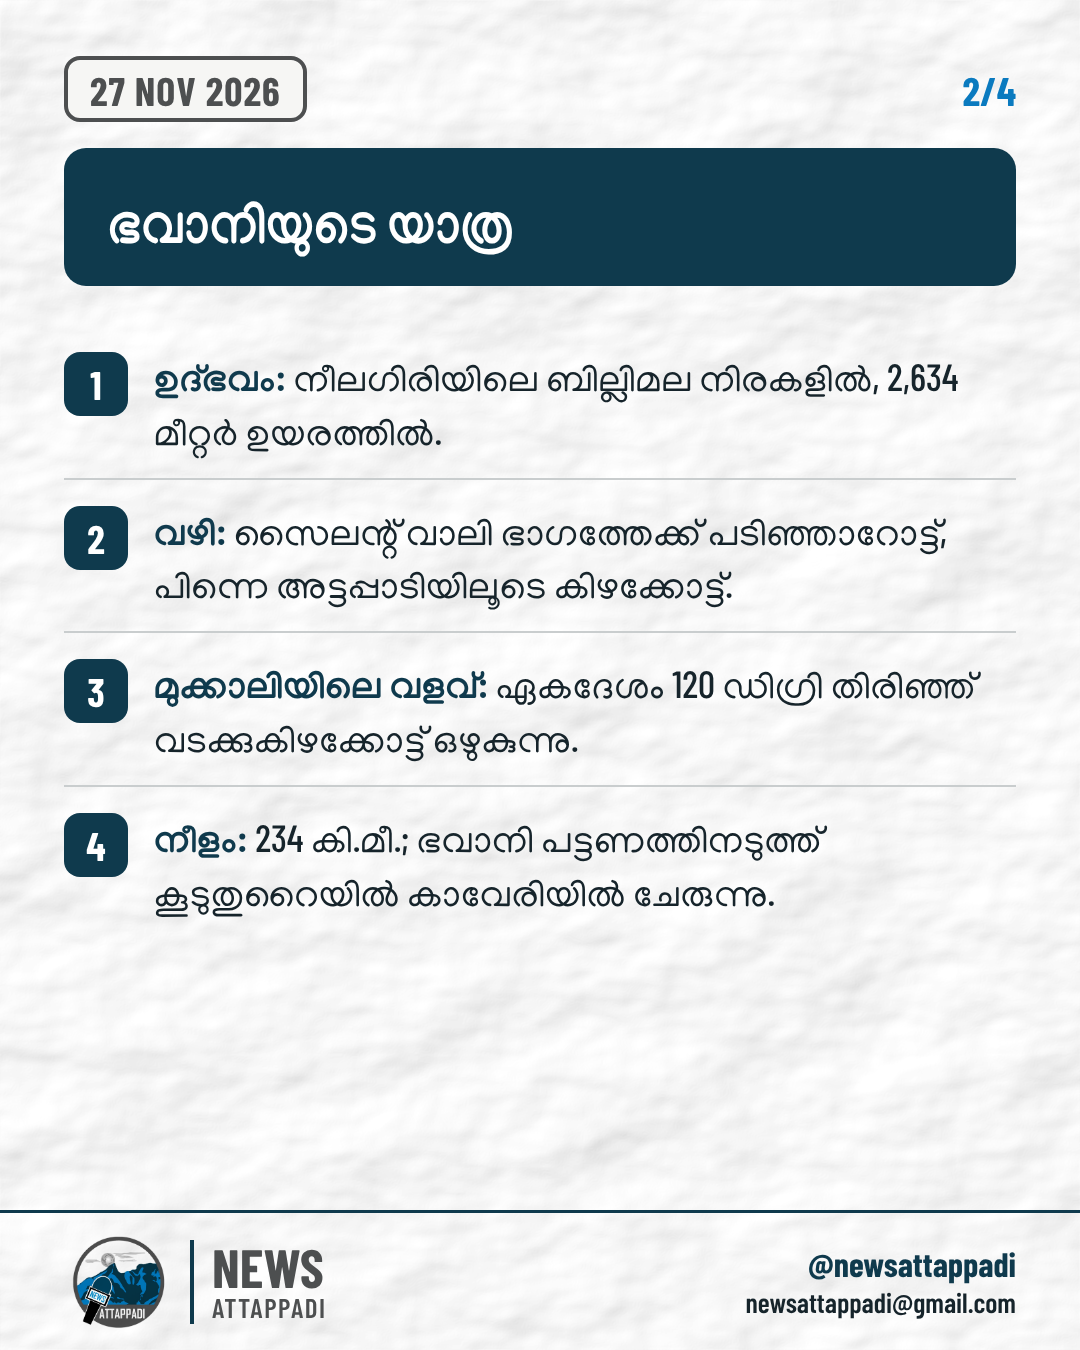 27 NOV 2026
2/4
ഭവാനിയുടെ യാത്ര
1
ഉദ്ഭവം: നീലഗിരിയിലെ ബില്ലിമല നിരകളിൽ, 2,634
മീറ്റർ ഉയരത്തിൽ.
2
വഴി: സൈലന്റ് വാലി ഭാഗത്തേക്ക് പടിഞ്ഞാറോട്ട്,
പിന്നെ അട്ടപ്പാടിയിലൂടെ കിഴക്കോട്ട്.
3
മുക്കാലിയിലെ വളവ്: ഏകദേശം 120 ഡിഗ്രി തിരിഞ്ഞ്
വടക്കുകിഴക്കോട്ട് ഒഴുകുന്നു.
4
നീളം: 234 കി.മീ.; ഭവാനി പട്ടണത്തിനടുത്ത്
കൂടുതുറൈയിൽ കാവേരിയിൽ ചേരുന്നു.
NEWS
ATTAPPADI
NEWS
ATTAPPADI
@newsattappadi
newsattappadi@gmail.com